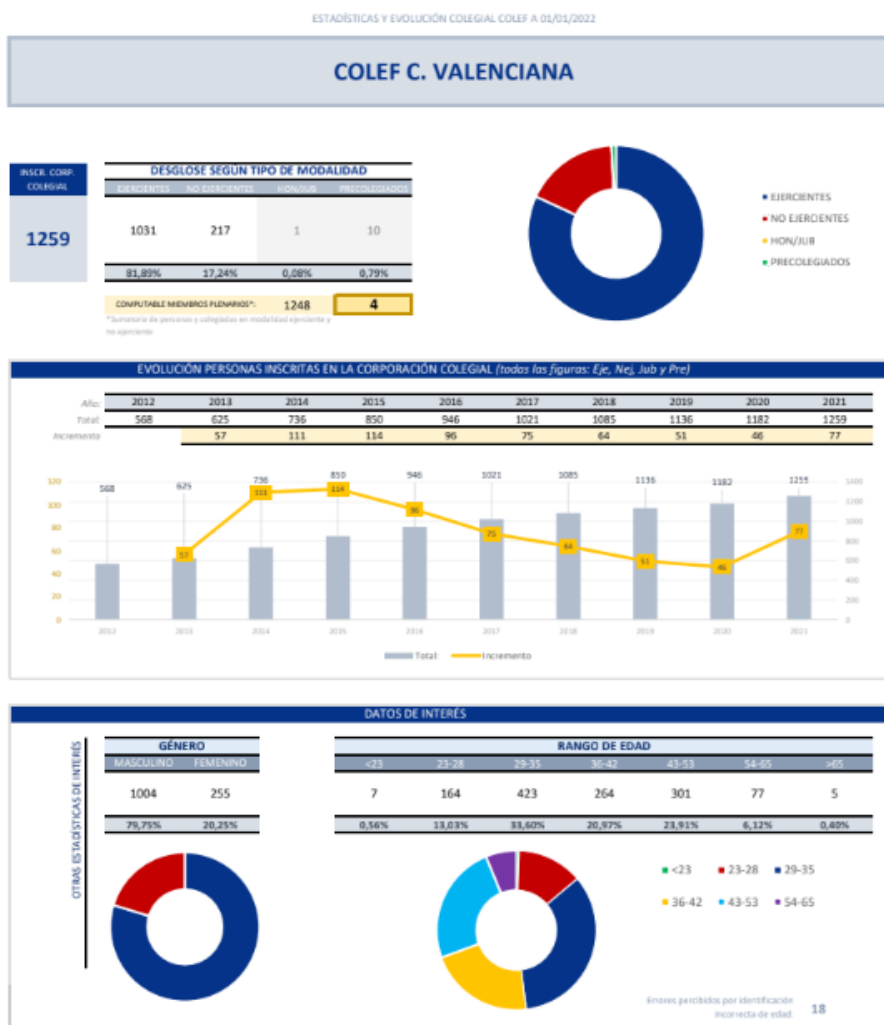 ESTADÍSTICAS Y EVOLUCIÓN COLEGIAL COLEF A 01/01/2022
COLEF C. VALENCIANA
INSCR. CORP. COLEGIAL
1259
DESGLOSE SEGÚN TIPO DE MODALIDAD
EJERCIENTES NO EJERCIENTES HON/JUB PRECOLEGIADOS
1031 217 1 10
81,89% 17,24% 0,08% 0,79%
COMPUTABLE MIEMBROS PLENARIOS*: 1248 4
*Sumatorio de personas y colegiadas en modalidad ejerciente y
no ejerciente
EJERCIENTES
NO EJERCIENTES
HON/JUB
PRECOLEGIADOS
EVOLUCIÓN PERSONAS INSCRITAS EN LA CORPORACIÓN COLEGIAL (todas las figuras: Eje, Nej, Jub y Pre)
Año: 2012 2013 2014 2015 2016 2017 2018 2019 2020 2021
Total: 568 625 736 850 946 1021 1085 1136 1182 1259
Incremento 57 111 114 96 75 64 51 46 77
120 100 80 60 40 20 0
568 625 736 850 946 1021 1085 1136 1182 1259
57 111 114 96 75 64 51 46 77
1400 1200 1000 800 600 400 200 0
2012 2013 2014 2015 2016 2017 2018 2019 2020 2021
Total: Incremento
DATOS DE INTERÉS
OTRAS ESTADÍSTICAS DE INTERÉS
GÉNERO
MASCULINO FEMENINO
1004 255
79,75% 20,25%
RANGO DE EDAD
<23 23-28 29-35 36-42 43-53 54-65 >65
7 164 423 264 301 77 5
0,56% 13,03% 33,60% 20,97% 23,91% 6,12% 0,40%
<23 23-28 29-35
36-42 43-53 54-65
Errores percibidos por identificación
incorrecta de edad: 18